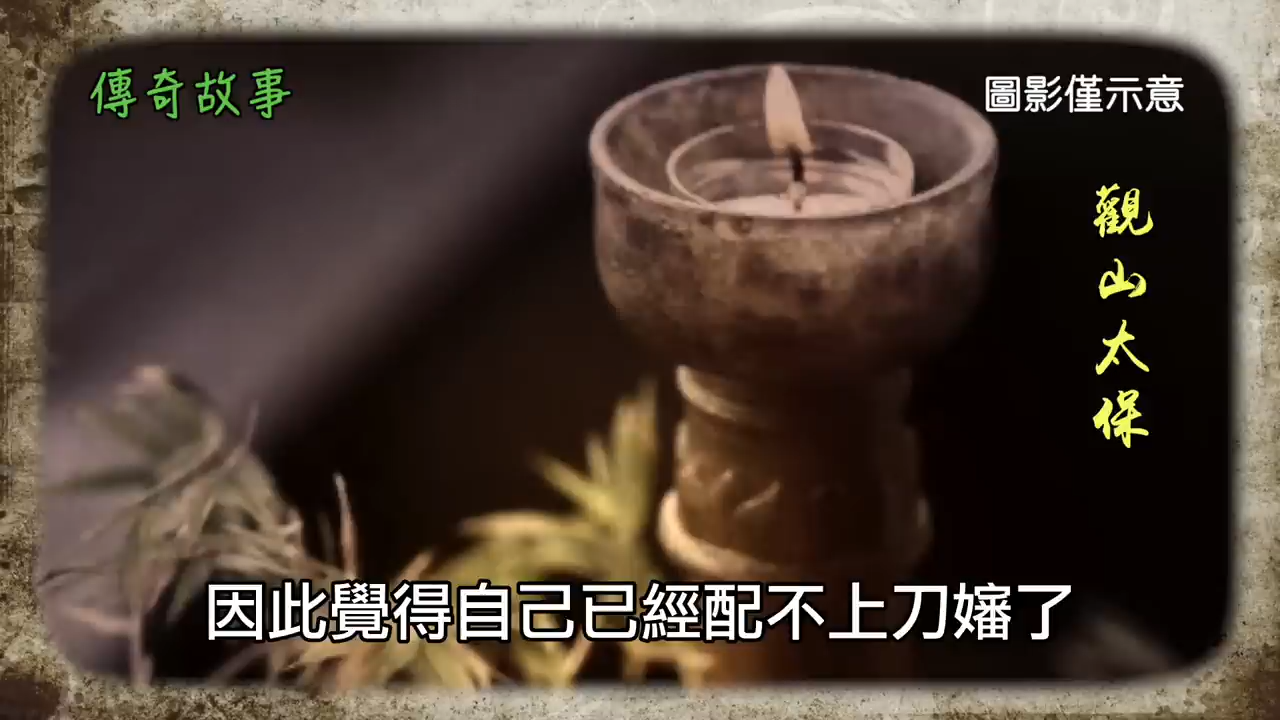 傳奇故事
圖影僅示意
觀山太保
因此覺得自己已經配不上刀嬸了